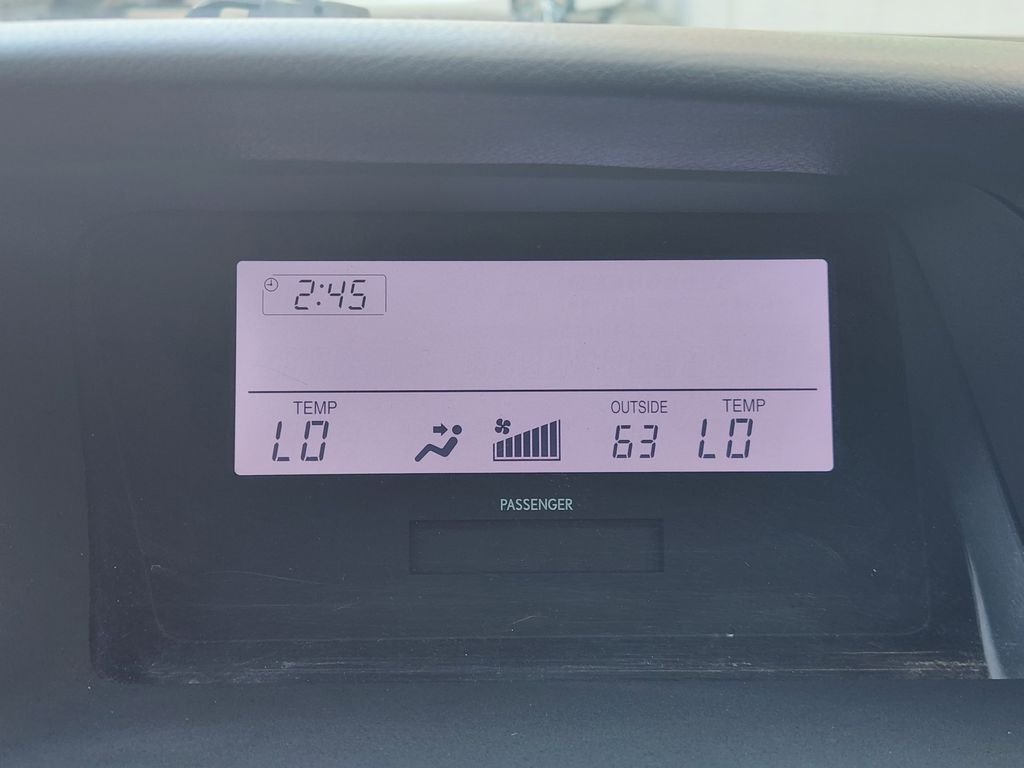 2:45
TEMP OUTSIDE TEMP
LO 63 LO
PASSENGER